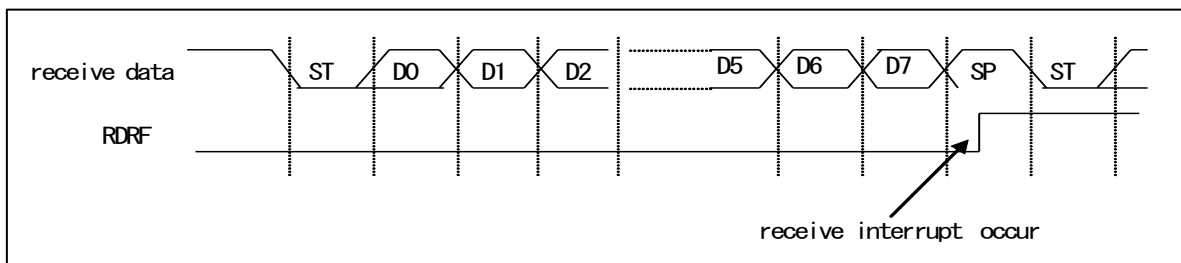 receive data ST D0 D1 D2 D5 D6 D7 SP ST
RDRF
receive interrupt occur